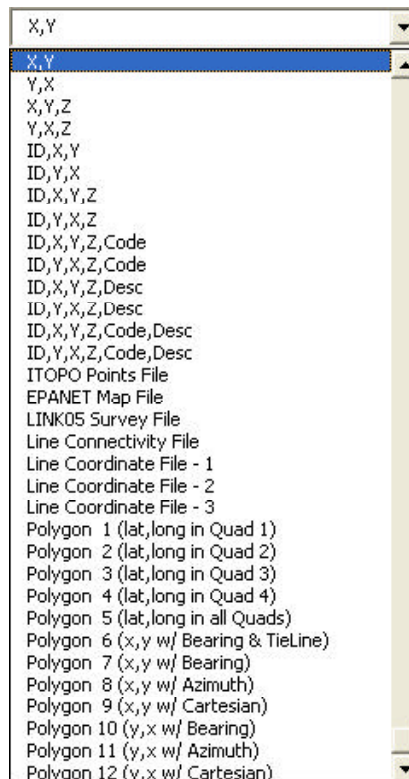 X,Y
X,Y
Y,X
X,Y,Z
Y,X,Z
ID,X,Y
ID,Y,X
ID,X,Y,Z
ID,Y,X,Z
ID,X,Y,Z,Code
ID,Y,X,Z,Code
ID,X,Y,Z,Desc
ID,Y,X,Z,Desc
ID,X,Y,Z,Code,Desc
ID,Y,X,Z,Code,Desc
ITOPO Points File
EPANET Map File
LINK05 Survey File
Line Connectivity File
Line Coordinate File - 1
Line Coordinate File - 2
Line Coordinate File - 3
Polygon 1 (lat,long in Quad 1)
Polygon 2 (lat,long in Quad 2)
Polygon 3 (lat,long in Quad 3)
Polygon 4 (lat,long in Quad 4)
Polygon 5 (lat,long in all Quads)
Polygon 6 (x,y w/ Bearing & TieLine)
Polygon 7 (x,y w/ Bearing)
Polygon 8 (x,y w/ Azimuth)
Polygon 9 (x,y w/ Cartesian)
Polygon 10 (y,x w/ Bearing)
Polygon 11 (y,x w/ Azimuth)
Polygon 12 (y,x w/ Cartesian)